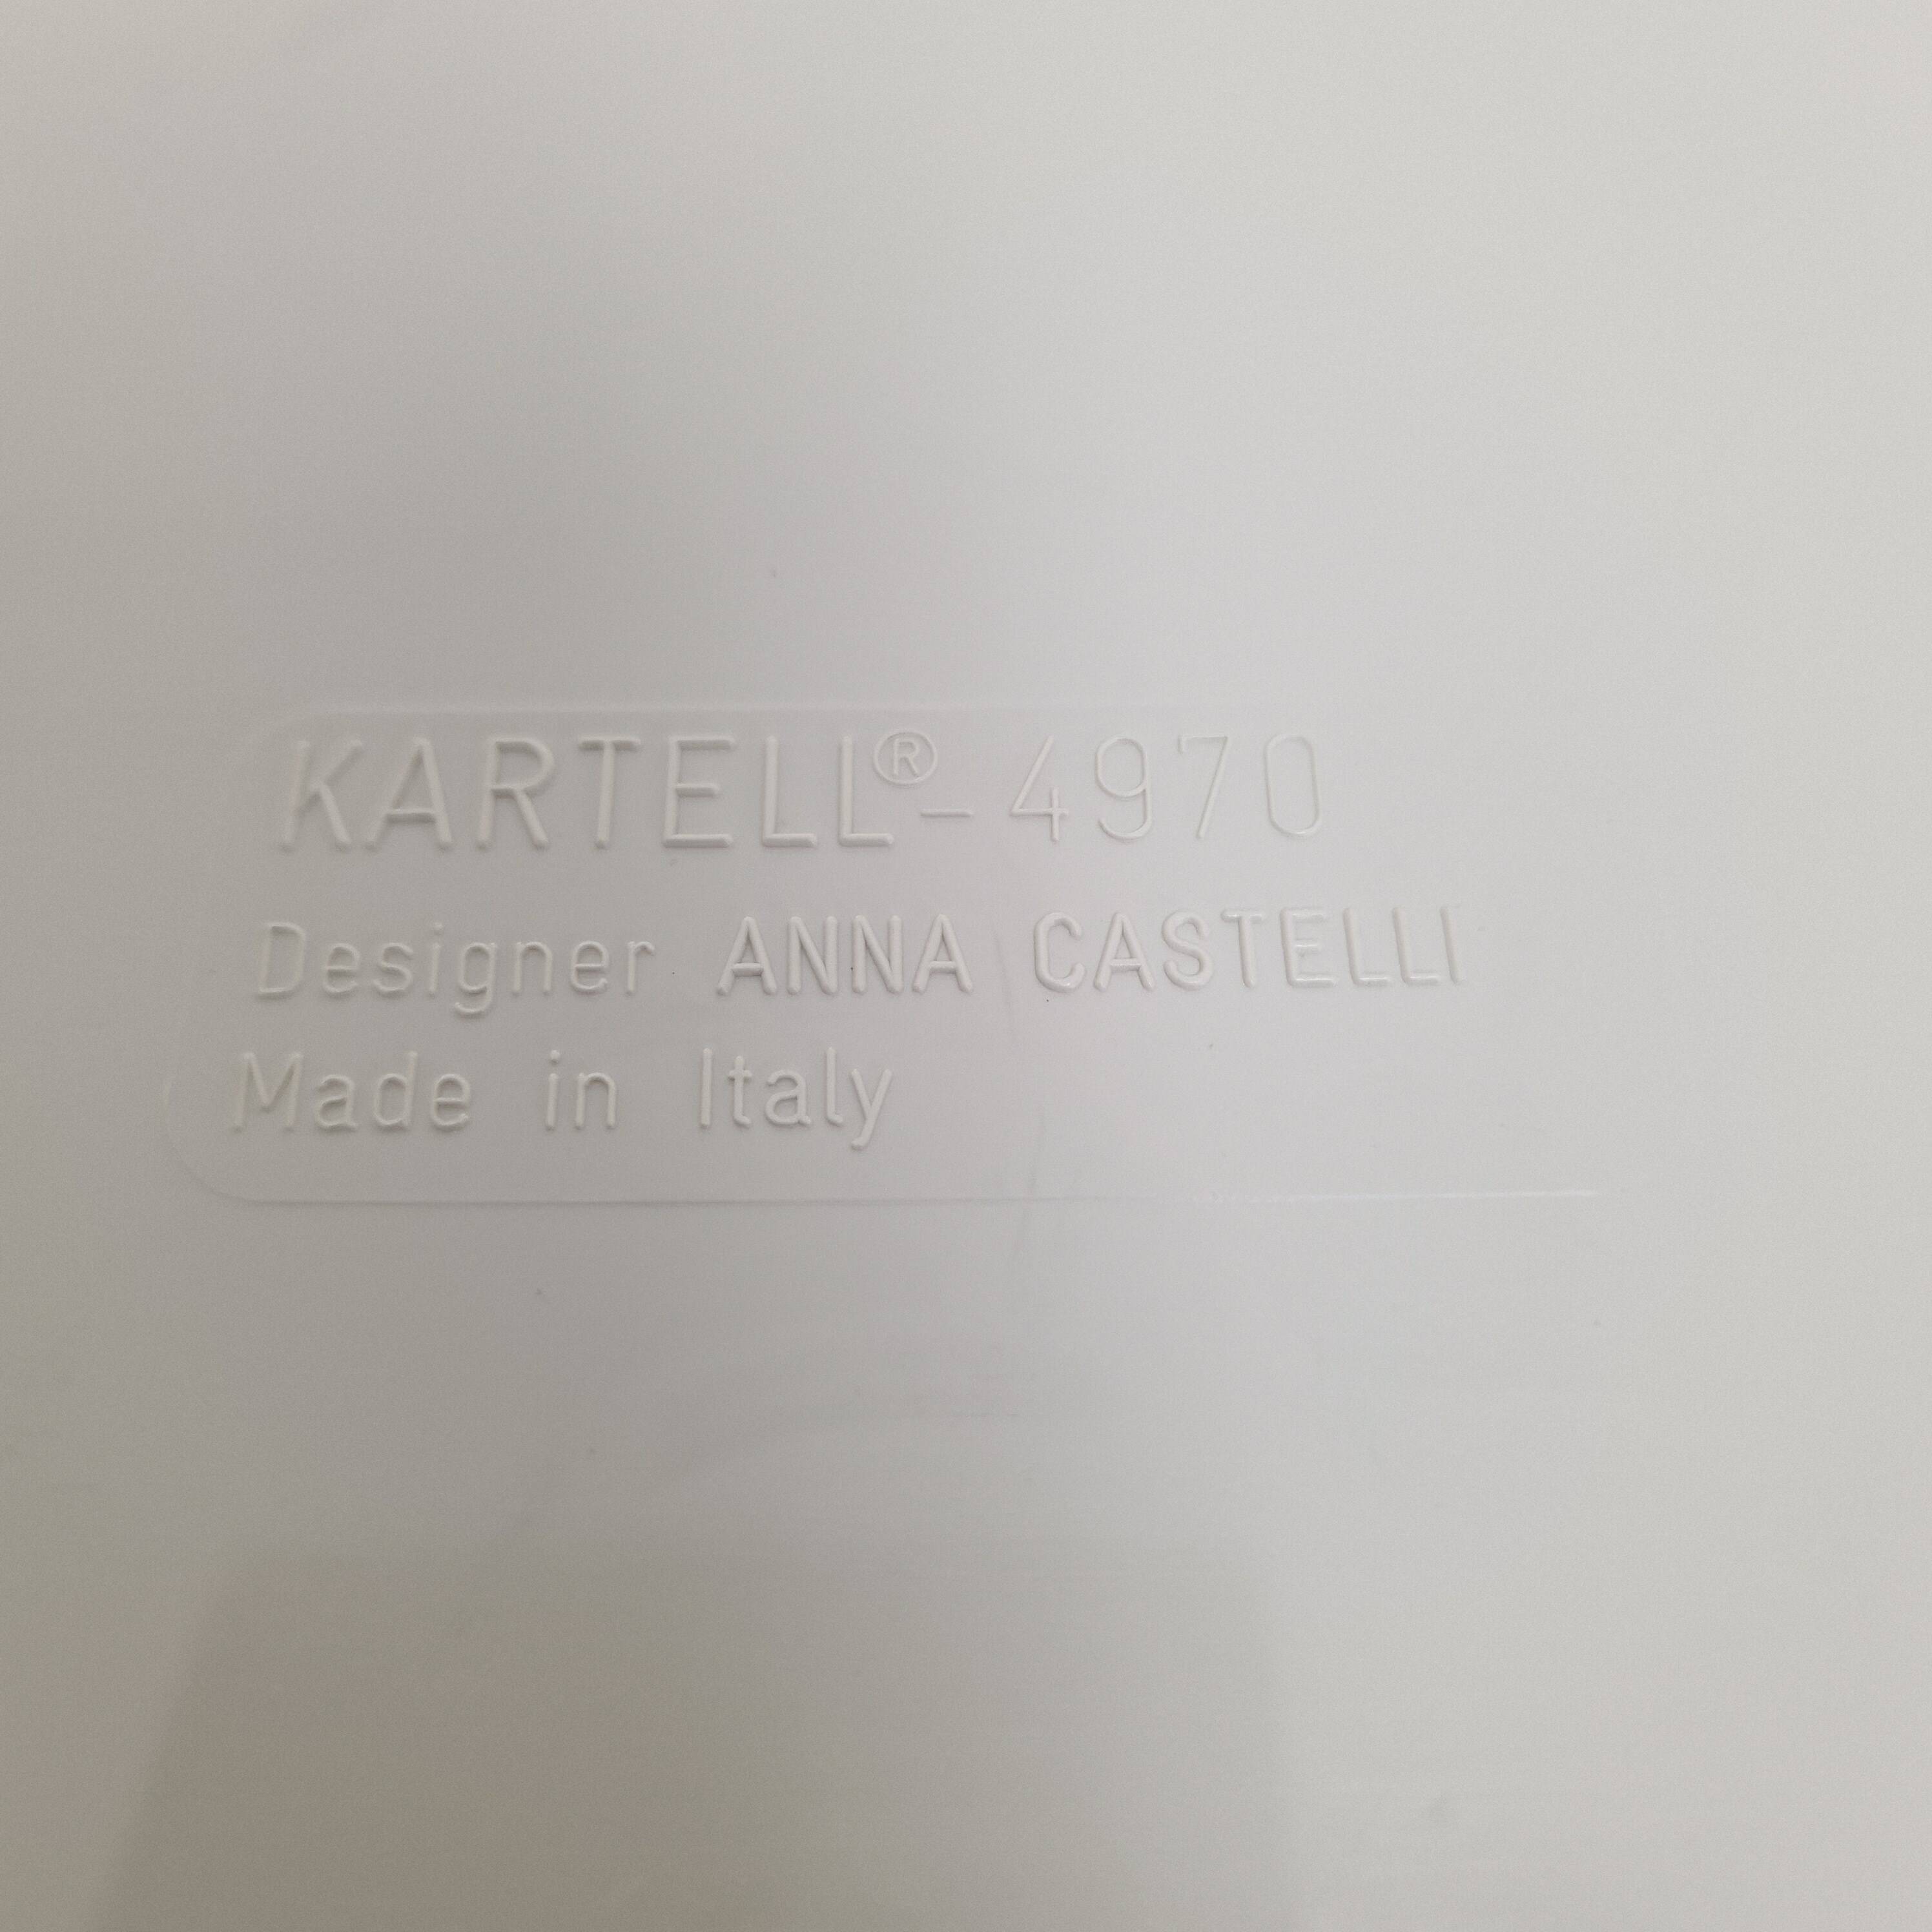 KARTELL®-4970
Designer ANNA CASTELLI
Made in Italy